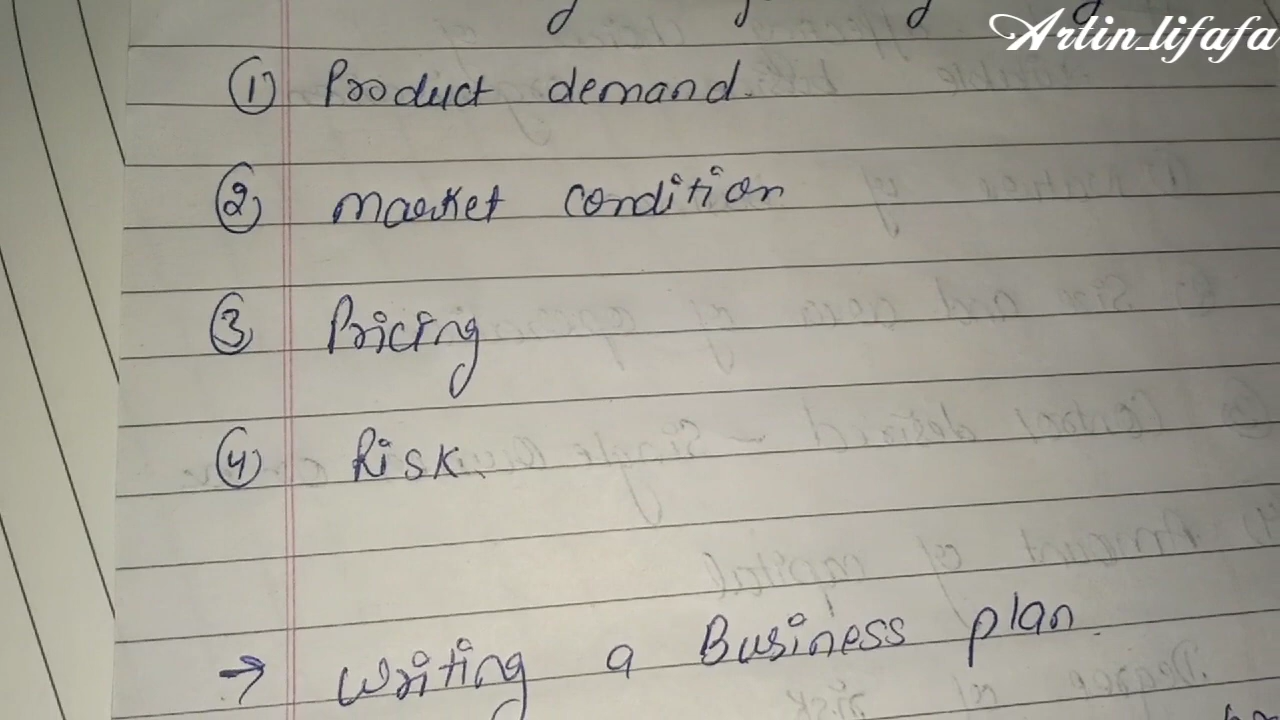 Artin_lifafa
① Product demand.
② market condition
③ Pricing
④ Risk
→ writing a Business plan.